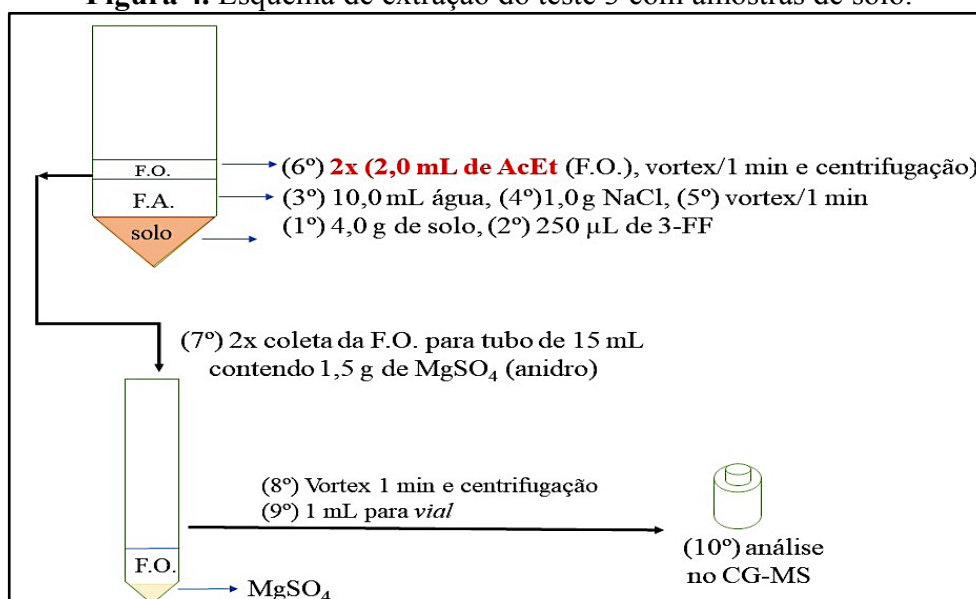 Figura 4. Esquema de extração do teste 3 com amostras de solo.
F.O.
(6º) 2x (2,0 mL de AcEt (F.O.), vortex/1 min e centrifugação)
F.A.
(3º) 10,0 mL água, (4º)1,0 g NaCl, (5º) vortex/1 min
solo
(1º) 4,0 g de solo, (2º) 250 µL de 3-FF
(7º) 2x coleta da F.O. para tubo de 15 mL
contendo 1,5 g de MgSO₄ (anidro)
(8º) Vortex 1 min e centrifugação
(9º) 1 mL para vial
F.O.
MgSO₄
(10º) análise
no CG-MS